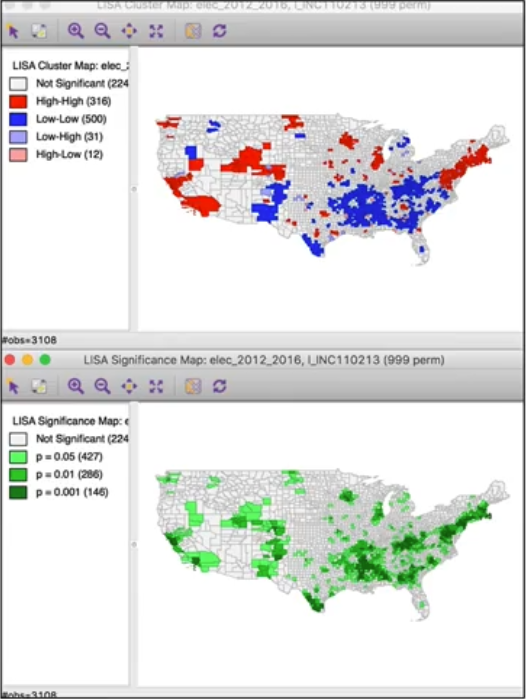 LISA Cluster Map: elec_2012_2016, I_INC110213 (999 perm)
LISA Cluster Map: elec_2
Not Significant (224
High-High (316)
Low-Low (500)
Low-High (31)
High-Low (12)
#obs=3108
LISA Significance Map: elec_2012_2016, I_INC110213 (999 perm)
LISA Significance Map: e
Not Significant (224
p = 0.05 (427)
p = 0.01 (286)
p = 0.001 (146)
#obs=3108